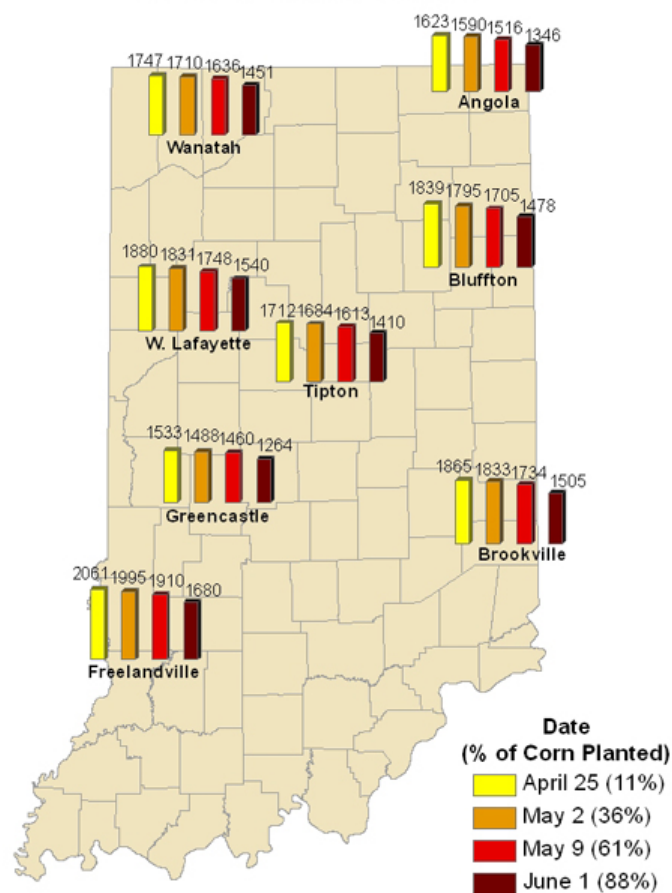 1623 1590 1516 1346
Angola
1747 1710 1636 1451
Wanatah
1839 1795 1705 1478
Bluffton
1880 1831 1748 1540
W. Lafayette
1712 1684 1613 1410
Tipton
1533 1488 1460 1264
Greencastle
1865 1833 1734 1505
Brookville
2061 1995 1910 1680
Freelandville
Date
(% of Corn Planted)
April 25 (11%)
May 2 (36%)
May 9 (61%)
June 1 (88%)